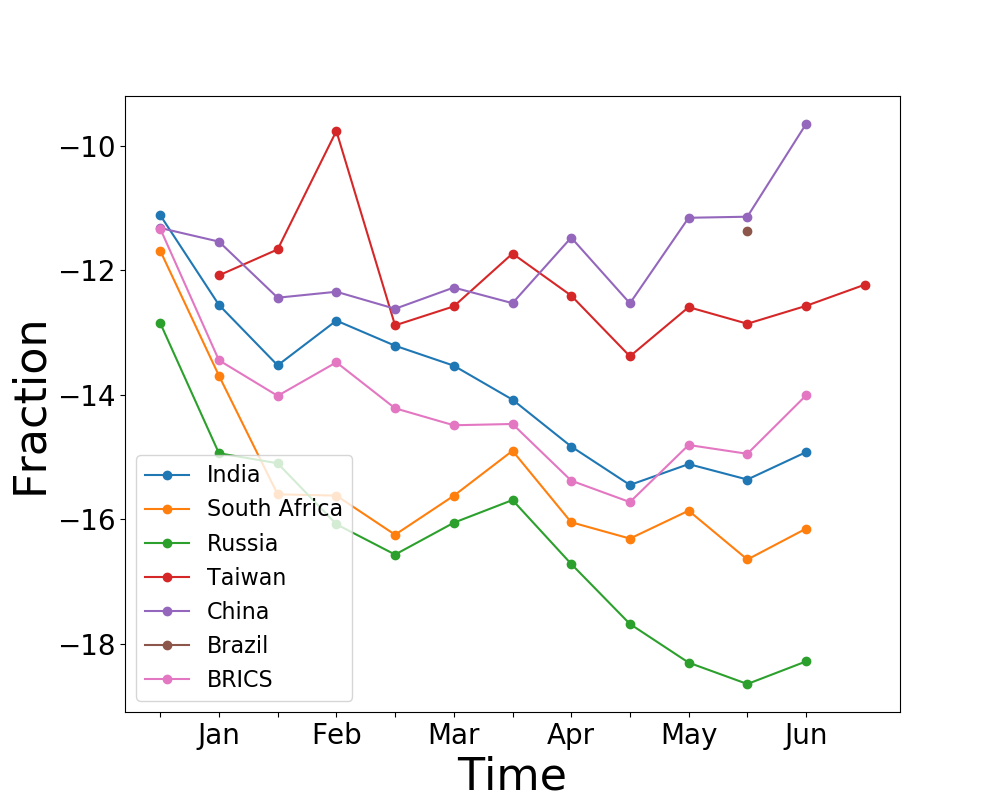 Fraction
−10
−12
−14
−16
−18
India
South Africa
Russia
Taiwan
China
Brazil
BRICS
Jan Feb Mar Apr May Jun
Time